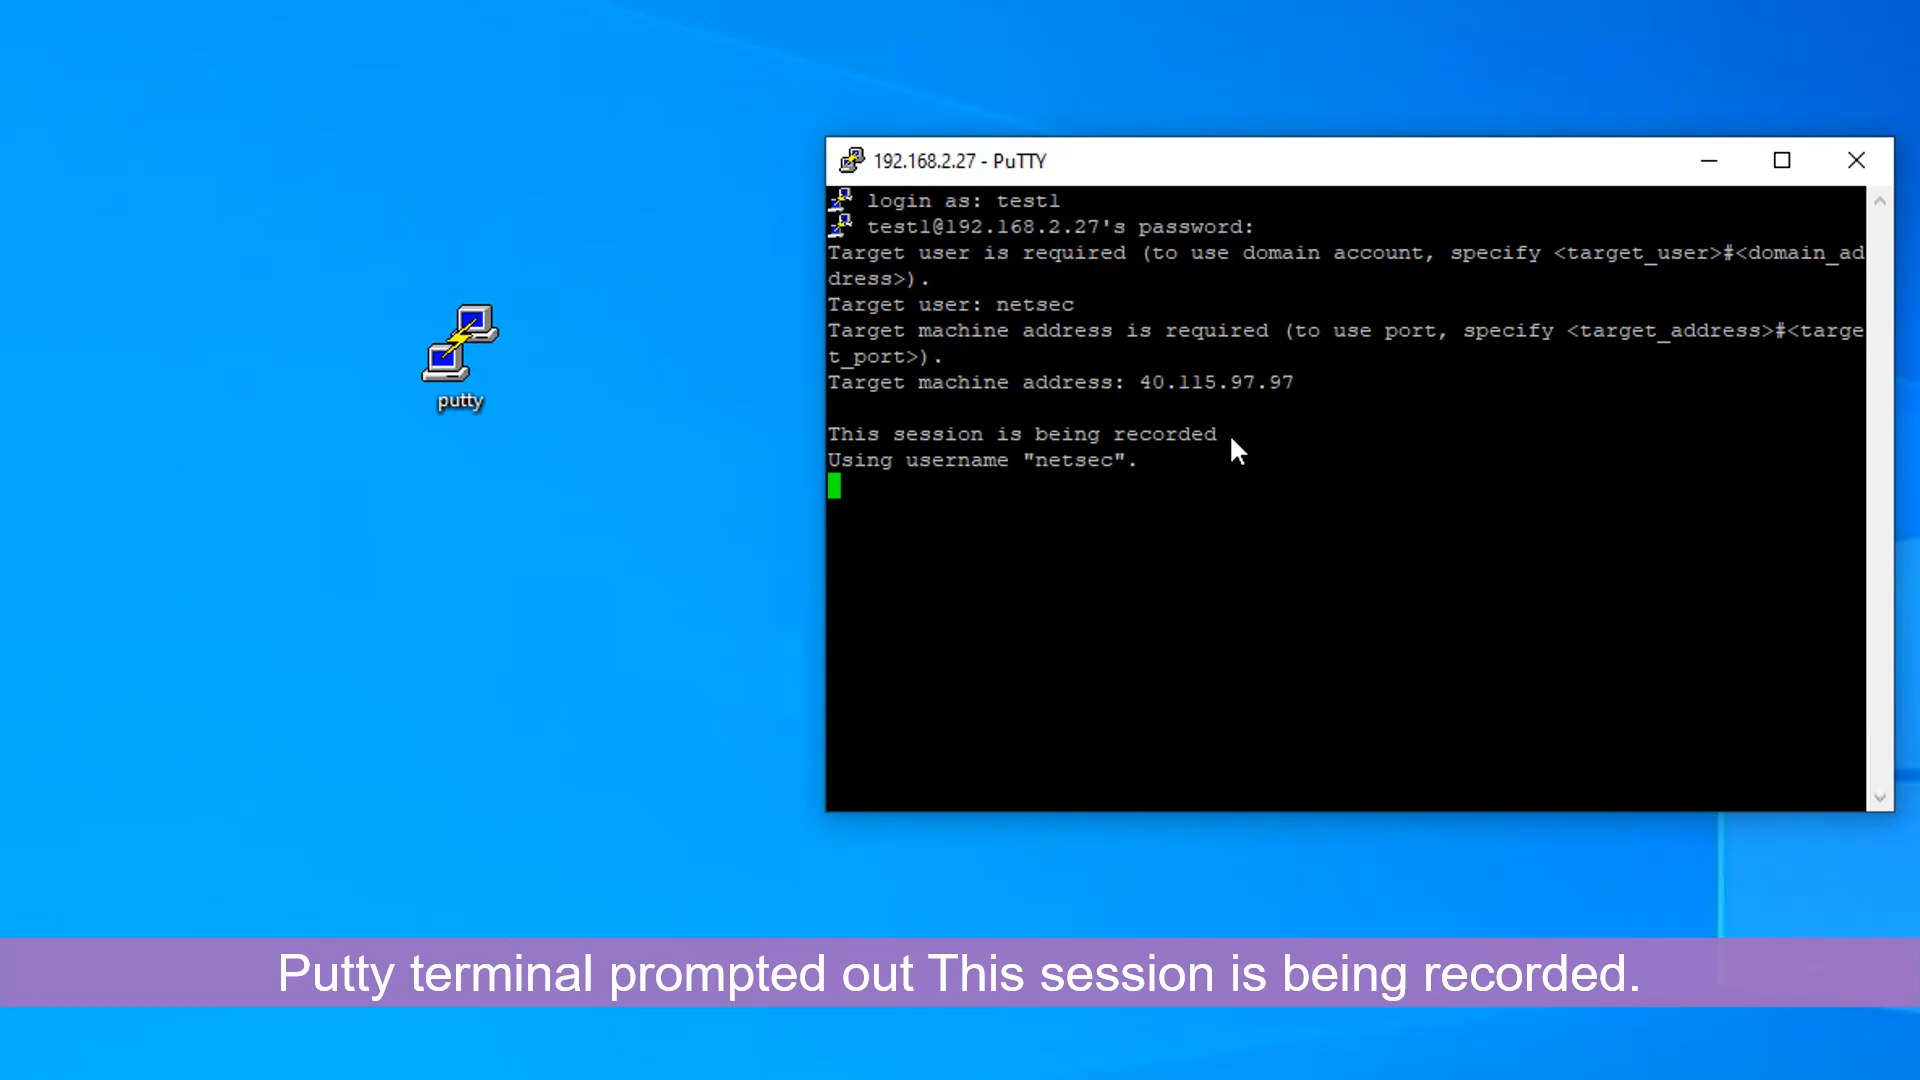 192.168.2.27 - PuTTY
login as: test1
test1@192.168.2.27's password:
Target user is required (to use domain account, specify <target_user>#<domain_ad
dress>).
Target user: netsec
Target machine address is required (to use port, specify <target_address>#<targe
t_port>).
Target machine address: 40.115.97.97
This session is being recorded
Using username "netsec".
putty
Putty terminal prompted out This session is being recorded.